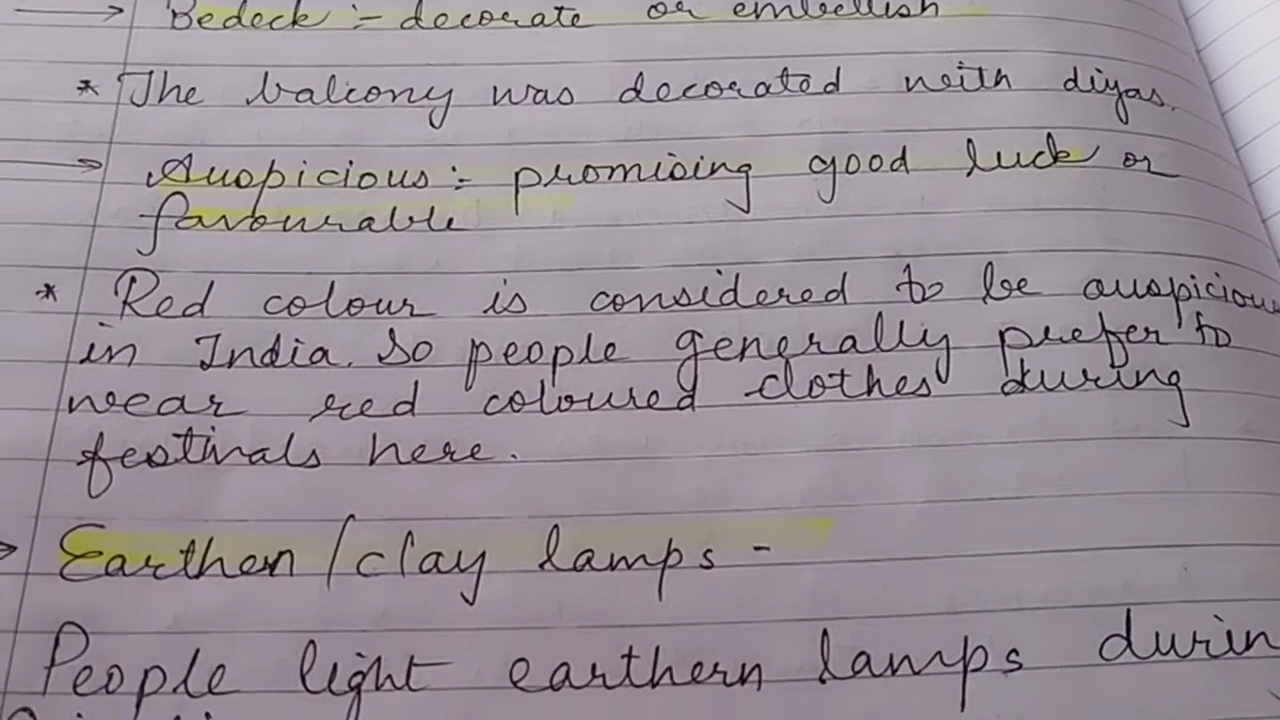 → Bedeck :- decorate or embellish
* The balcony was decorated with diyas.
→ Auspicious :- promising good luck or
favourable
* Red colour is considered to be auspiciou
in India. So people generally prefer to
wear red coloured clothes during
festivals here.
→ Earthen / clay lamps -
People light earthern lamps durin